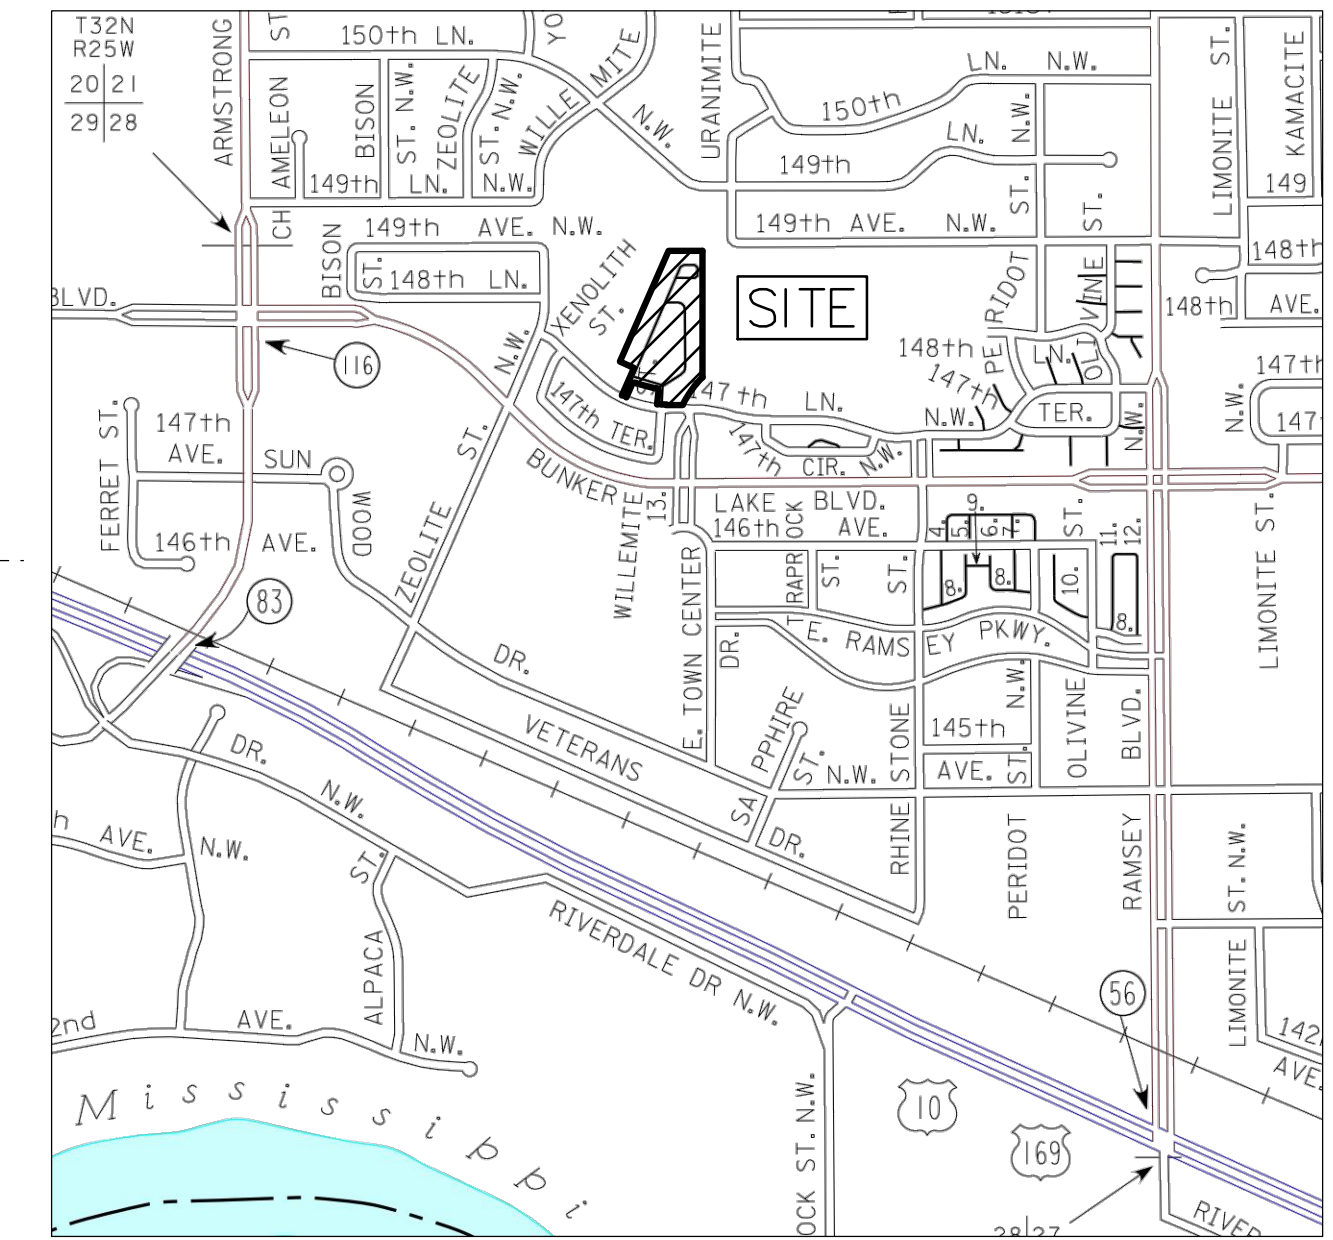 T32N
R25W
20|21
29|28
ARMSTRONG
ST.
150th LN.
YO
MITE
WILLE
N.W.
URANIMITE
LN. N.W.
150th
LN.
149th
N.W.
ST.
LIMONITE ST.
KAMACITE
149
CH
AMELEON
BISON
ST. N.W.
ZEOLITE
ST. N.W.
149th LN. N.W.
149th AVE. N.W.
149th AVE. N.W.
ST.
BISON
ST.
148th LN.
XENOLITH
ST.
SITE
PE
RIDOT
OLI
VINE
148th
148th
AVE.
BLVD.
116
N.W.
148th
LN.
147th
147th
147th
TER.
N.W.
N.W.
147th TER.
ST.
147th LN.
N.W.
147th
CIR. N.W.
FERRET ST.
147th
AVE.
SUN
WOOD
146th AVE.
ZEOLITE
ST.
BUNKER
LAKE BLVD.
WILLEMITE
13.
146th AVE.
TRAPR
OCK
ST.
ST.
4.
5.
6.
7.
9.
8.
8.
8.
10.
ST.
11.
12.
LIMONITE ST.
83
E. RAMS
EY PKWY.
DR.
E. TOWN CENTER
DR.
VETERANS
DR.
SA
PPHIRE
ST.
N.W.
RHINE
STONE
145th
AVE.
ST.
N.W.
OLIVINE
BLVD.
RAMSEY
PERIDOT
DR.
N.W.
h AVE.
N.W.
ST.
ALPACA
RIVERDALE DR N.W.
ST. N.W.
LIMONITE
56
142
AVE.
2nd AVE.
N.W.
Mississippi
OCK ST. N.W.
10
169
28|27
RIVER